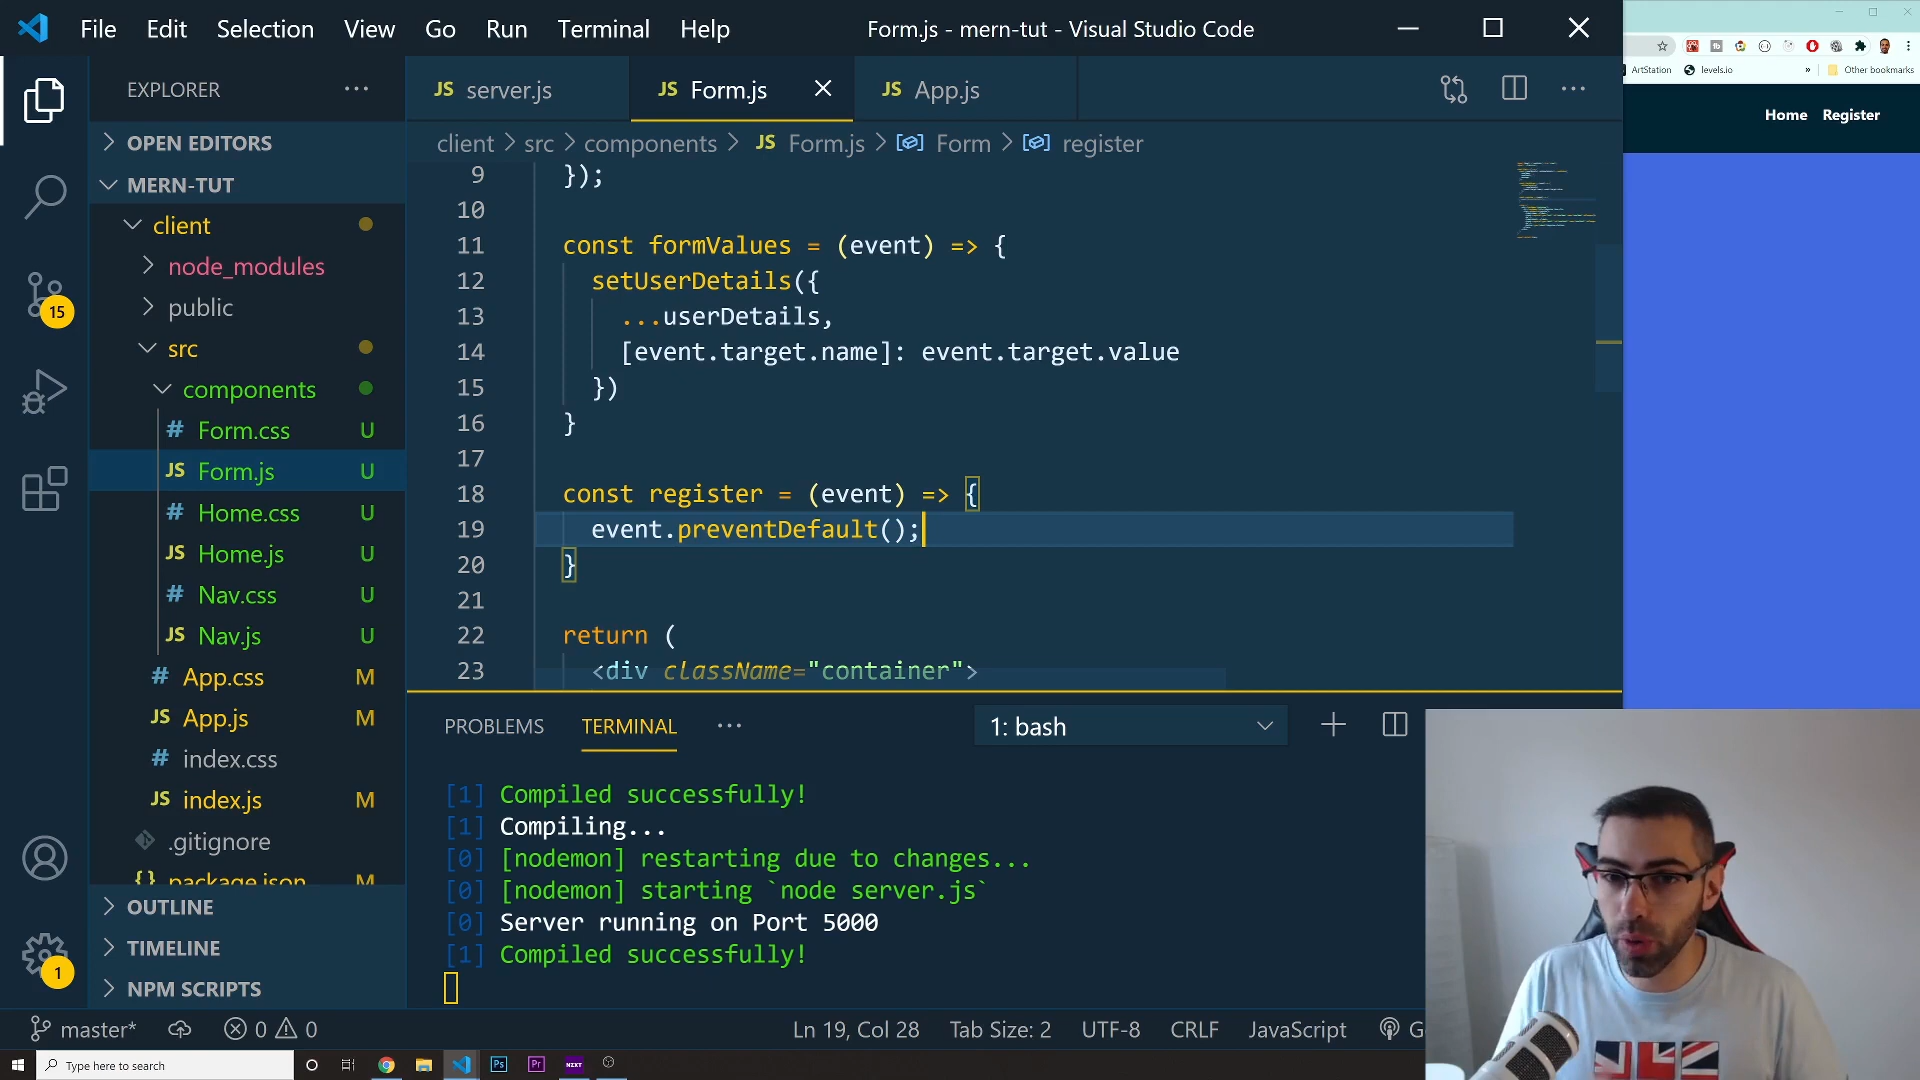 File Edit Selection View Go Run Terminal Help
Form.js - mern-tut - Visual Studio Code
EXPLORER
OPEN EDITORS
MERN-TUT
client
node_modules
public
src
components
# Form.css U
JS Form.js U
# Home.css U
JS Home.js U
# Nav.css U
JS Nav.js U
# App.css M
JS App.js M
# index.css
JS index.js M
.gitignore
{} package.json M
OUTLINE
TIMELINE
NPM SCRIPTS
15
1
JS server.js
JS Form.js
JS App.js
client > src > components > JS Form.js > Form > register
9 });
10
11 const formValues = (event) => {
12 setUserDetails({
13 ...userDetails,
14 [event.target.name]: event.target.value
15 })
16 }
17
18 const register = (event) => {
19 event.preventDefault();
20 }
21
22 return (
23 <div className="container">
PROBLEMS TERMINAL ...
1: bash
[1] Compiled successfully!
[1] Compiling...
[0] [nodemon] restarting due to changes...
[0] [nodemon] starting `node server.js`
[0] Server running on Port 5000
[1] Compiled successfully!
master* 0 0
Ln 19, Col 28 Tab Size: 2 UTF-8 CRLF JavaScript G
Type here to search
Ps
Pr
NZXT
ArtStation levels.io » Other bookmarks
Home Register